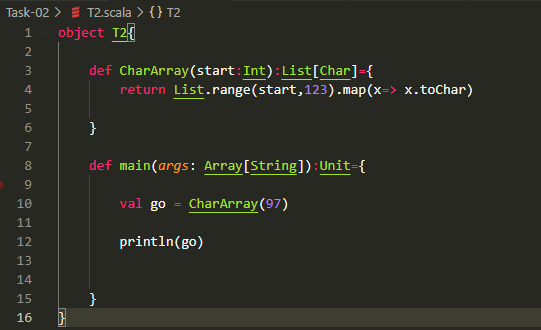 Task-02 > T2.scala > {} T2
1 object T2{
2
3 def CharArray(start:Int):List[Char]={
4 return List.range(start,123).map(x=> x.toChar)
5
6 }
7
8 def main(args: Array[String]):Unit={
9
10 val go = CharArray(97)
11
12 println(go)
13
14
15 }
16 }